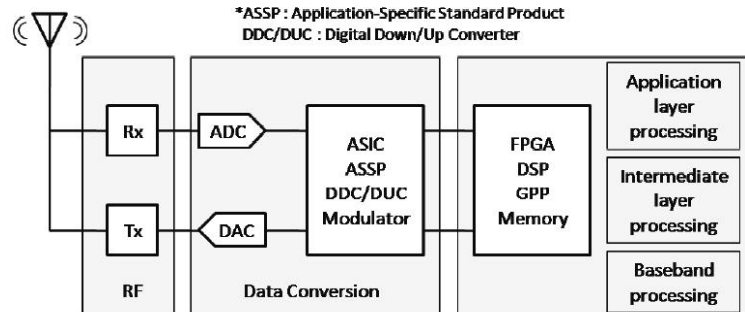 *ASSP : Application-Specific Standard Product
DDC/DUC : Digital Down/Up Converter
Rx
ADC
Tx
DAC
RF
ASIC
ASSP
DDC/DUC
Modulator
Data Conversion
FPGA
DSP
GPP
Memory
Application
layer
processing
Intermediate
layer
processing
Baseband
processing